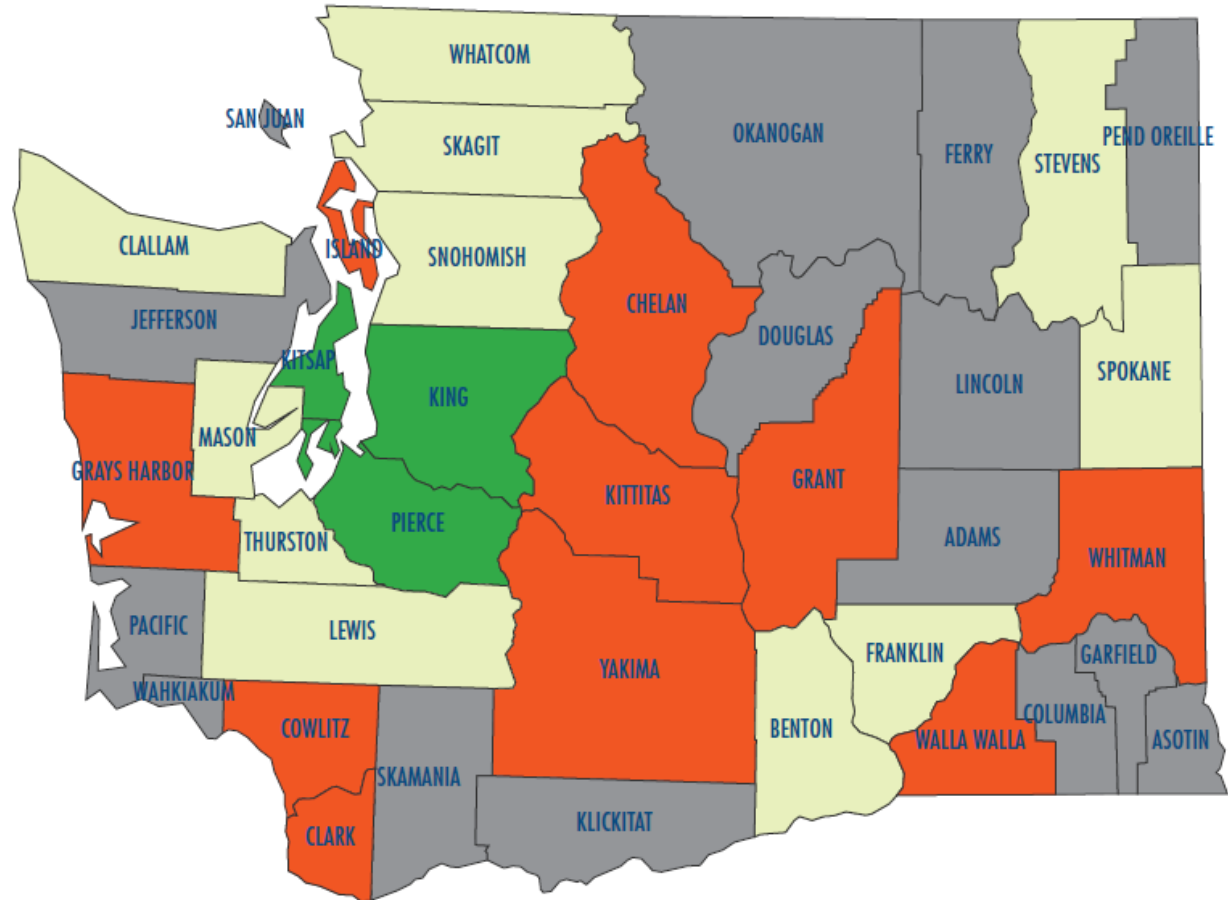 WHATCOM
SAN JUAN
SKAGIT
OKANOGAN
FERRY
STEVENS
PEND OREILLE
CLALLAM
ISLAND
SNOHOMISH
CHELAN
JEFFERSON
DOUGLAS
KITSAP
KING
LINCOLN
SPOKANE
MASON
GRAYS HARBOR
KITTITAS
GRANT
PIERCE
THURSTON
ADAMS
WHITMAN
PACIFIC
LEWIS
YAKIMA
FRANKLIN
GARFIELD
WAHKIAKUM
COWLITZ
BENTON
COLUMBIA
WALLA WALLA
ASOTIN
SKAMANIA
KLICKITAT
CLARK